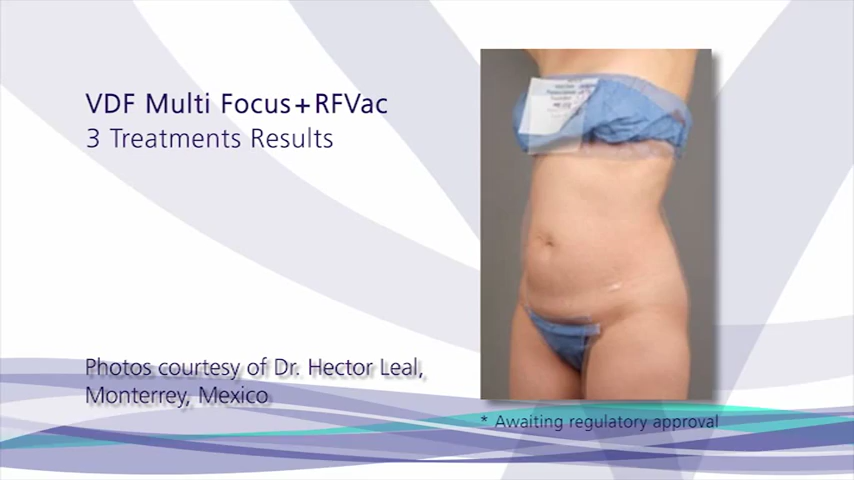 VDF Multi Focus+RFVac
3 Treatments Results
Photos courtesy of Dr. Hector Leal,
Monterrey, Mexico
* Awaiting regulatory approval